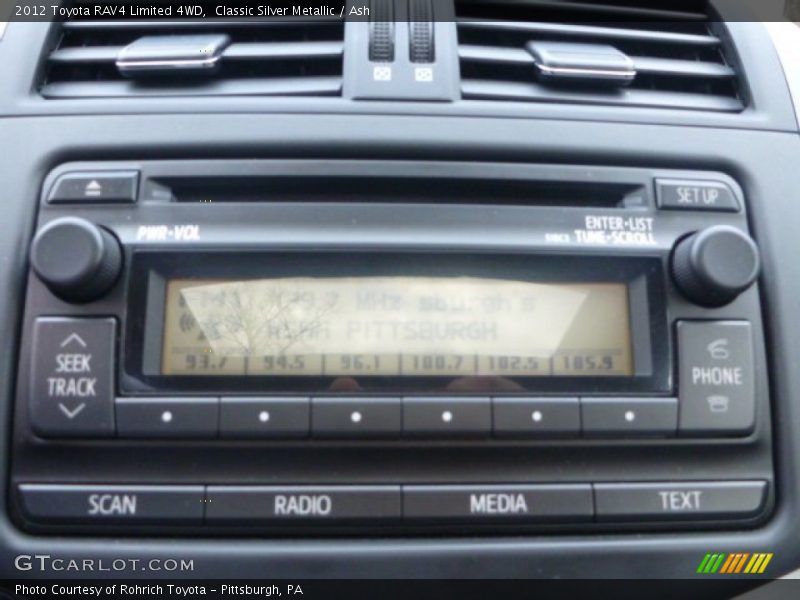 2012 Toyota RAV4 Limited 4WD, Classic Silver Metallic / Ash
SET UP
PWR•VOL
ENTER•LIST
TUNE•SCROLL
MHz
PITTSBURGH
93.7 94.5 96.1 100.7 102.5 105.9
SEEK
TRACK
PHONE
SCAN RADIO MEDIA TEXT
GTCARLOT.COM
Photo Courtesy of Rohrich Toyota - Pittsburgh, PA